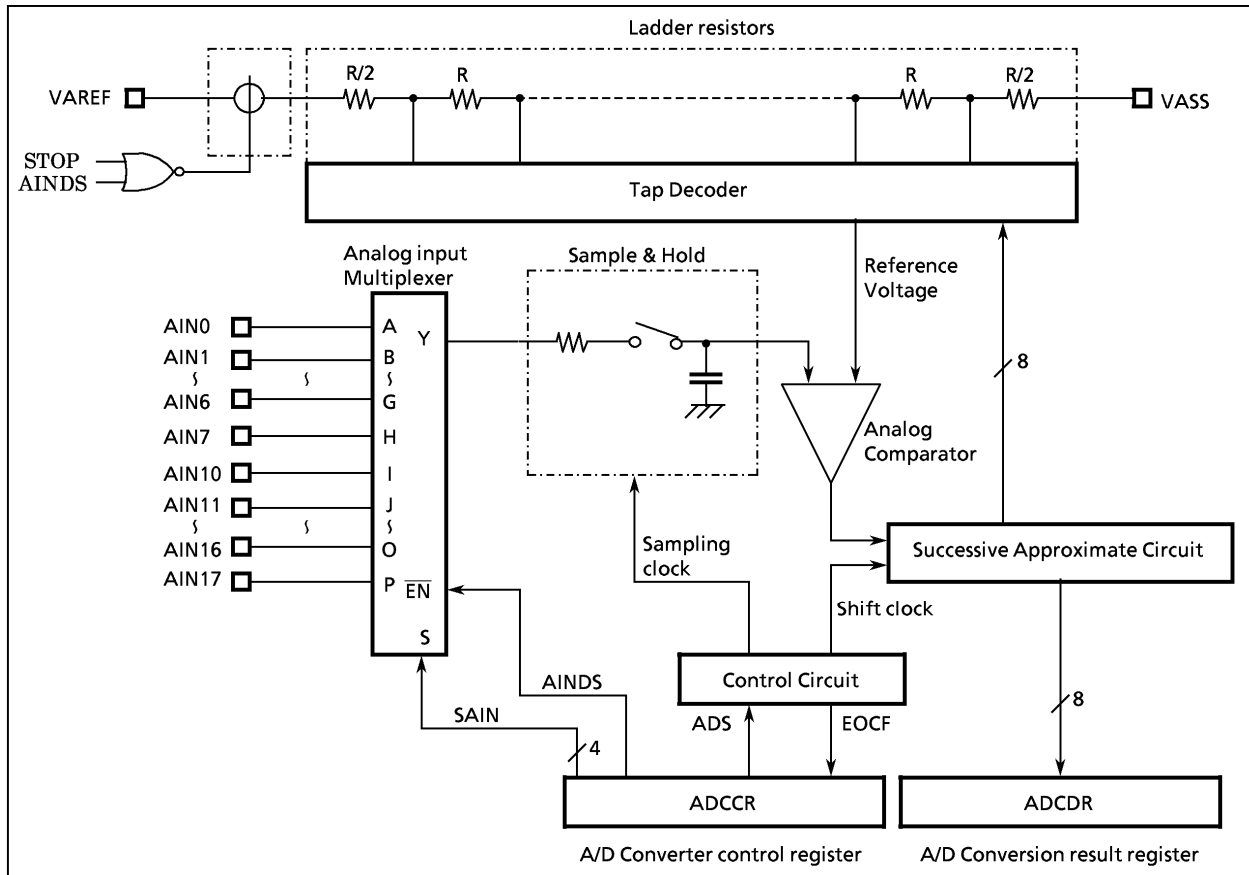 Ladder resistors
R/2
R
R
R/2
VAREF
VASS
STOP
AINDS
Tap Decoder
Analog input
Multiplexer
Sample & Hold
Reference
Voltage
AIN0
A
Y
AIN1
B
8
AIN6
G
AIN7
H
Analog
Comparator
AIN10
I
AIN11
J
AIN16
O
Sampling
clock
Successive Approximate Circuit
AIN17
P
EN
Shift clock
S
Control Circuit
AINDS
SAIN
ADS
EOCF
8
4
ADCCR
ADCDR
A/D Converter control register
A/D Conversion result register